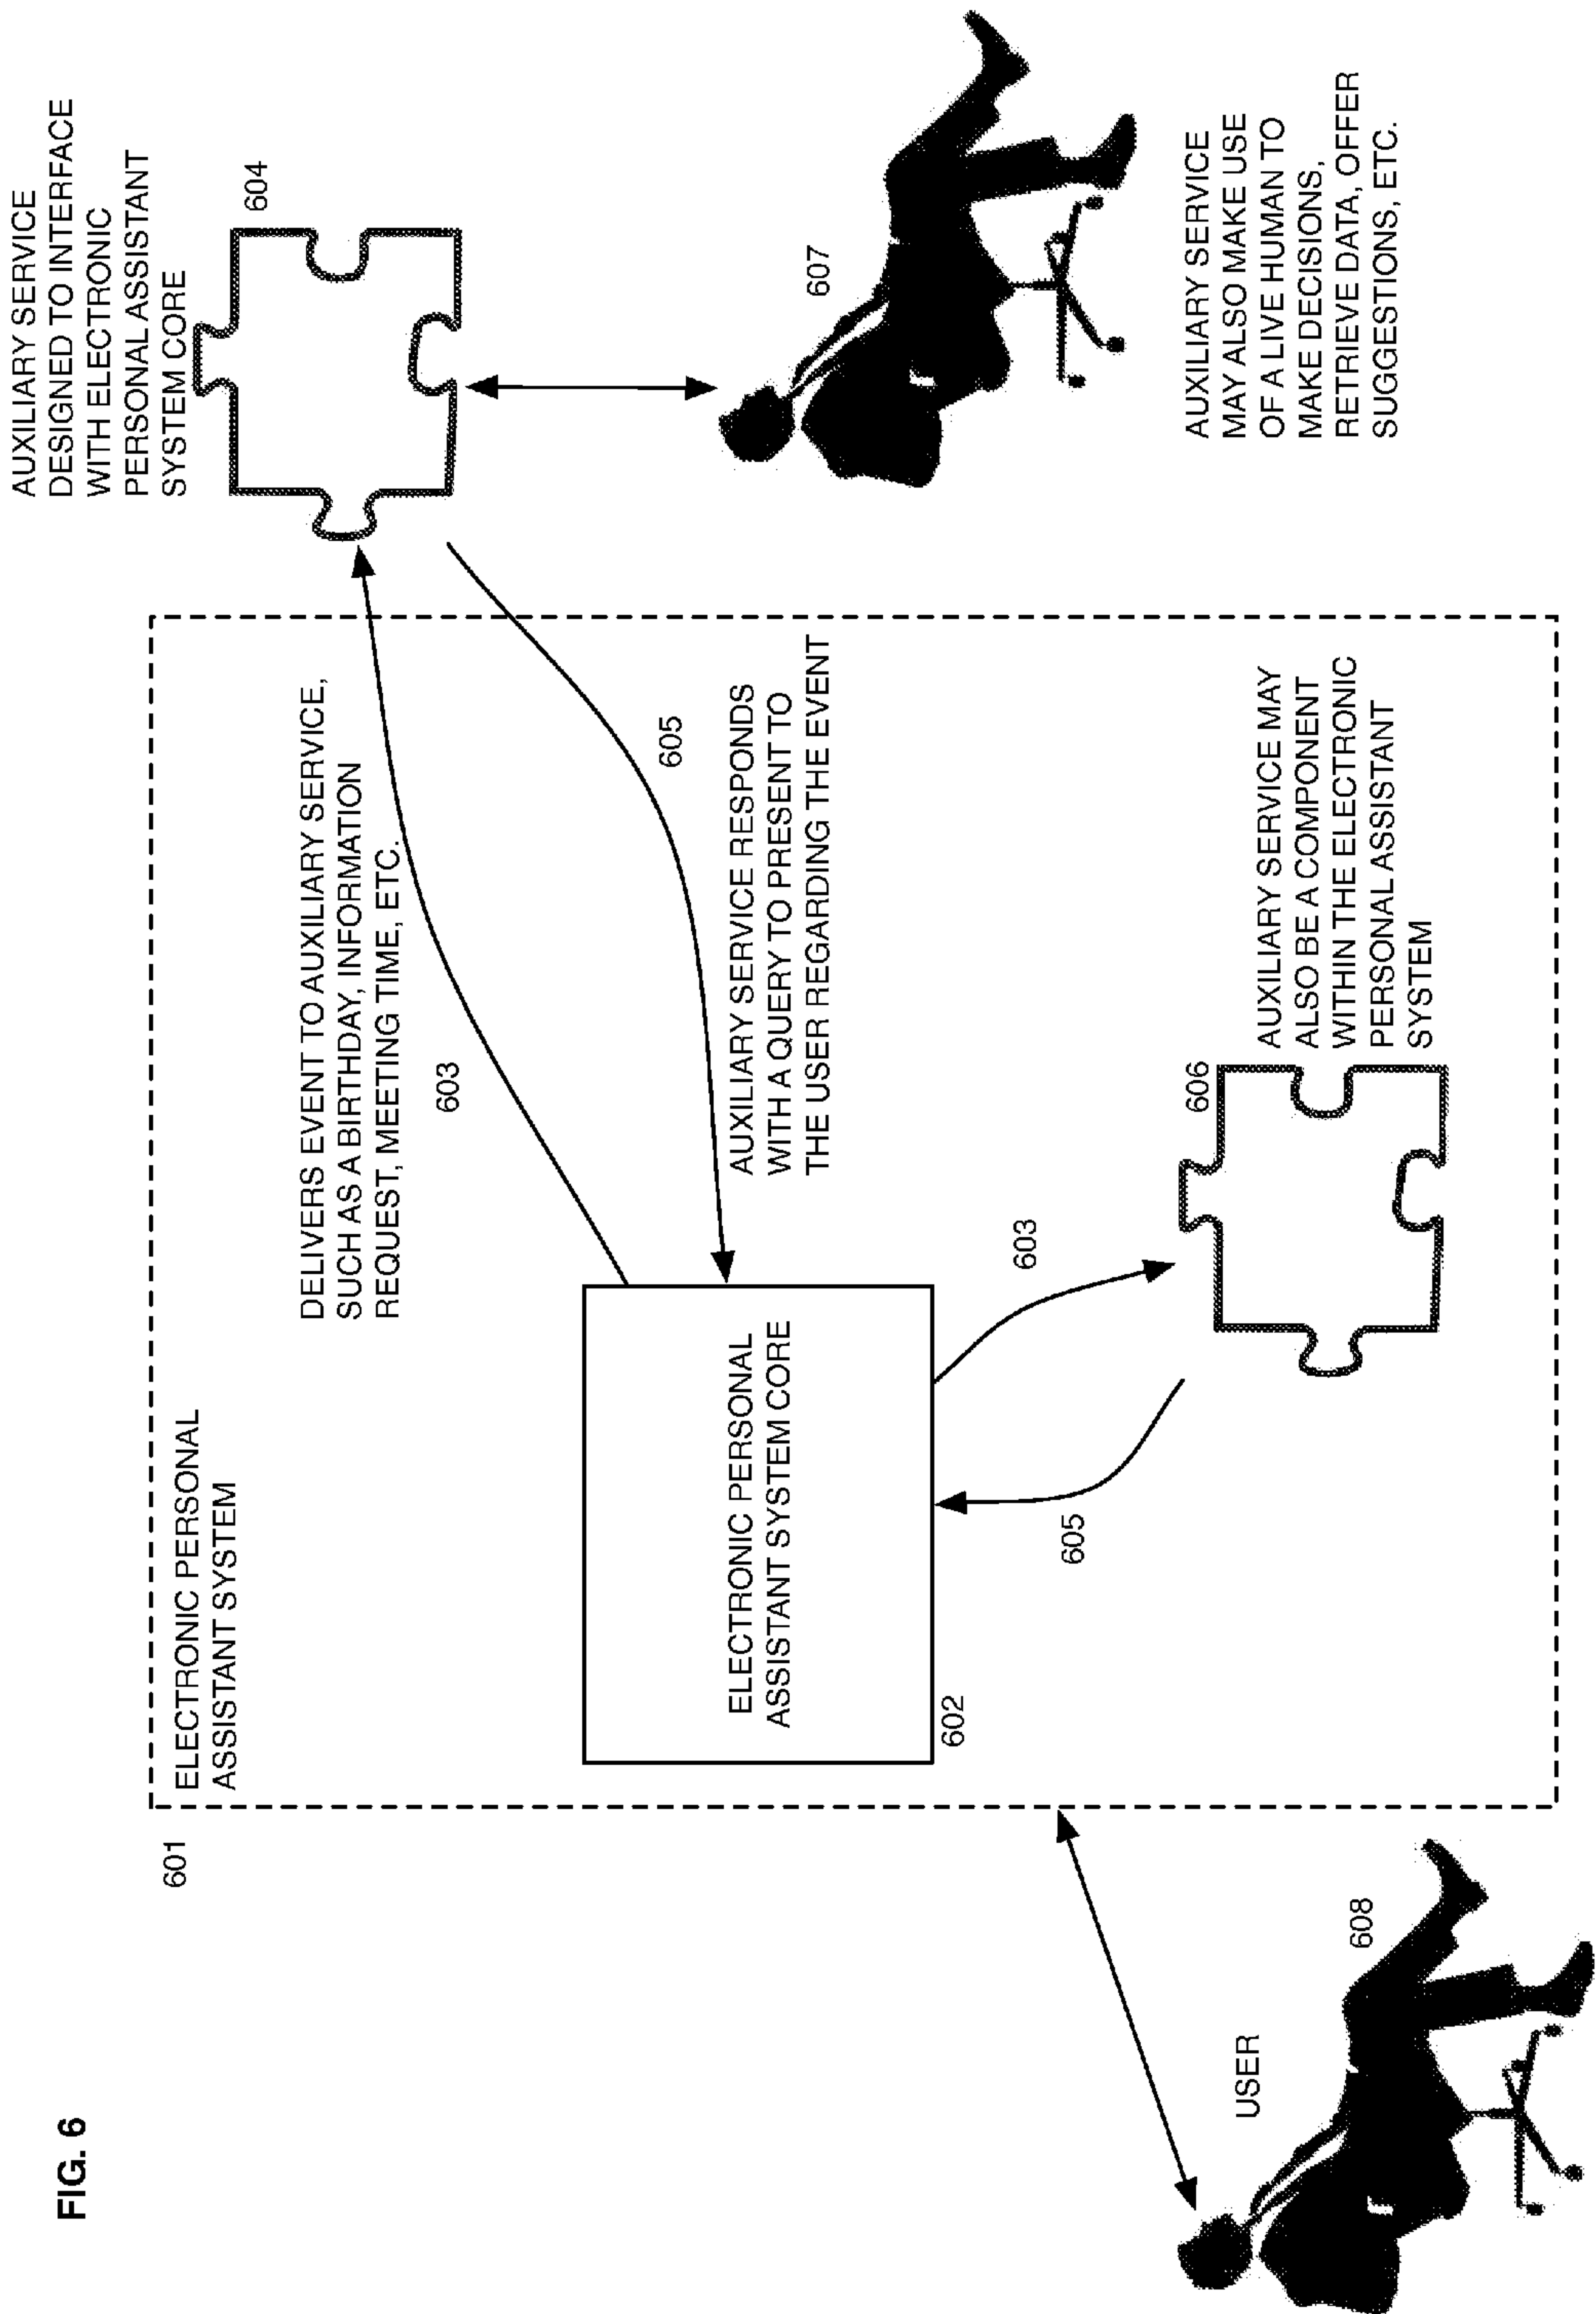 FIG. 6
601
ELECTRONIC PERSONAL
ASSISTANT SYSTEM
AUXILIARY SERVICE
DESIGNED TO INTERFACE
WITH ELECTRONIC
PERSONAL ASSISTANT
SYSTEM CORE
604
DELIVERS EVENT TO AUXILIARY SERVICE,
SUCH AS A BIRTHDAY, INFORMATION
REQUEST, MEETING TIME, ETC.
603
605
AUXILIARY SERVICE RESPONDS
WITH A QUERY TO PRESENT TO
THE USER REGARDING THE EVENT
ELECTRONIC PERSONAL
ASSISTANT SYSTEM CORE
602
607
603
605
606
AUXILIARY SERVICE MAY
ALSO BE A COMPONENT
WITHIN THE ELECTRONIC
PERSONAL ASSISTANT
SYSTEM
AUXILIARY SERVICE
MAY ALSO MAKE USE
OF A LIVE HUMAN TO
MAKE DECISIONS,
RETRIEVE DATA, OFFER
SUGGESTIONS, ETC.
USER
608